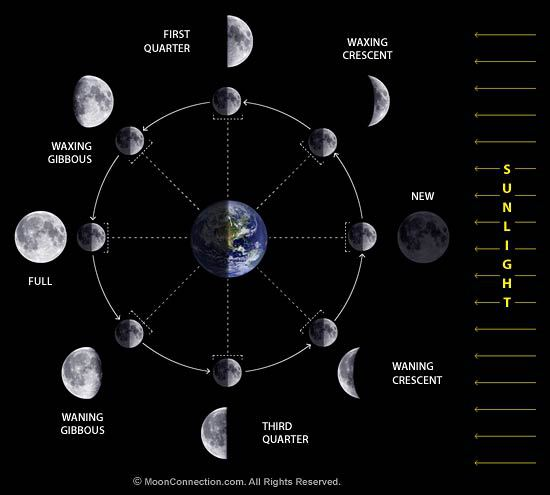 FIRST
QUARTER
WAXING
CRESCENT
WAXING
GIBBOUS
NEW
SUNLIGHT
FULL
WANING
CRESCENT
WANING
GIBBOUS
THIRD
QUARTER
© MoonConnection.com. All Rights Reserved.